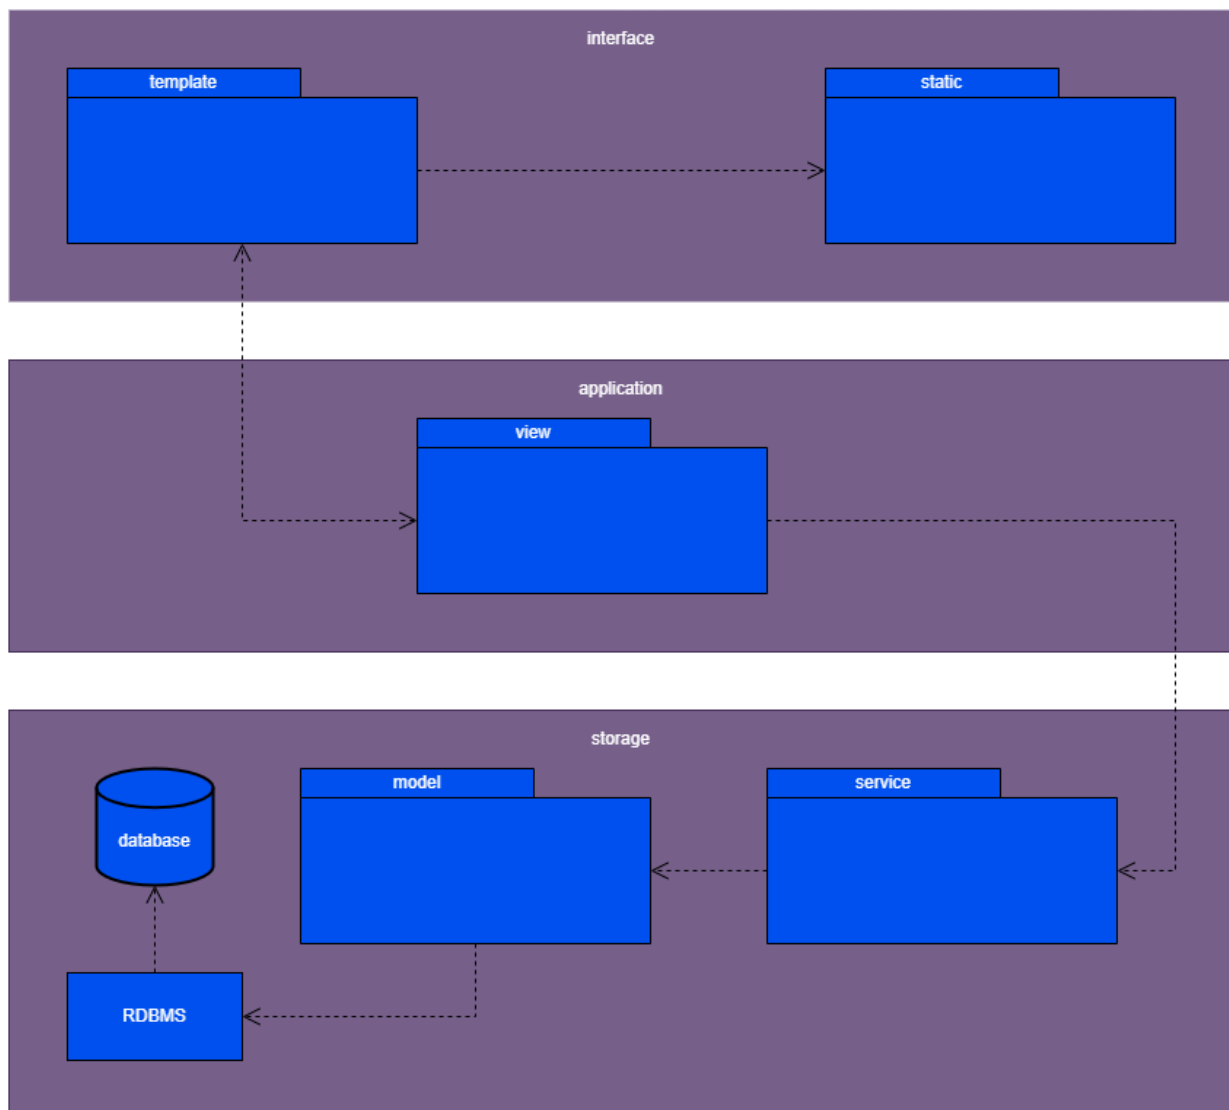 interface
template
static
application
view
storage
model
service
database
RDBMS